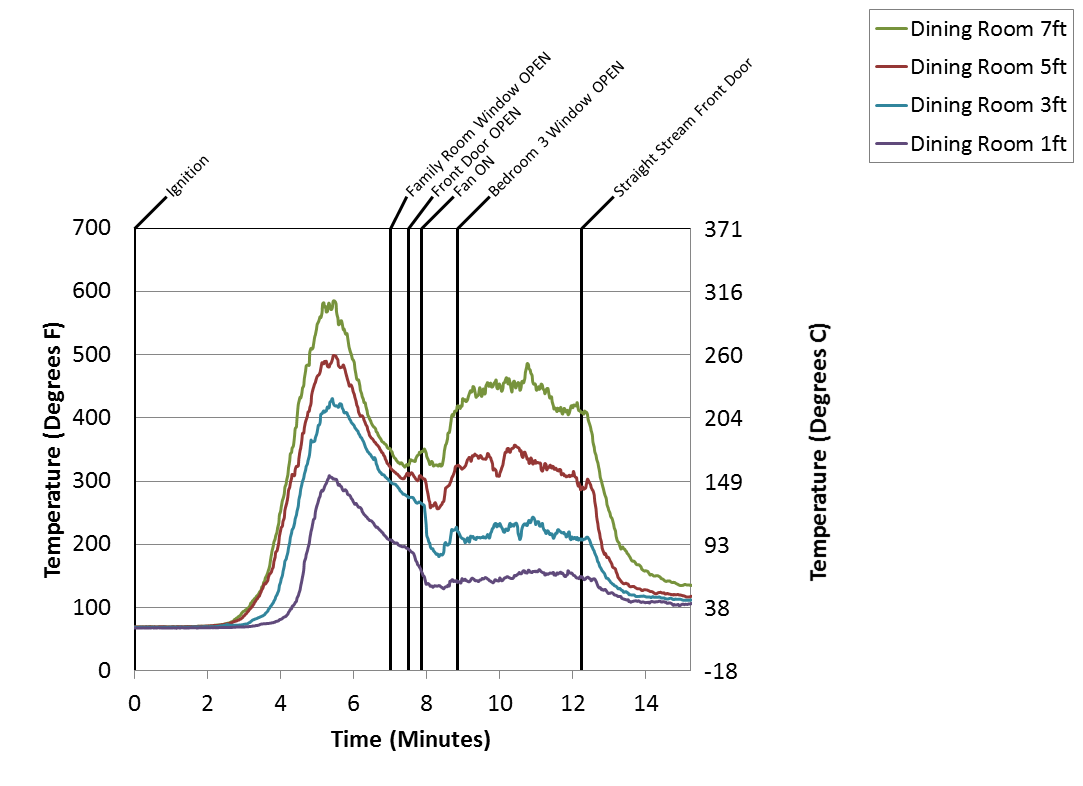 Dining Room 7ft
Dining Room 5ft
Dining Room 3ft
Dining Room 1ft
Ignition
Family Room Window OPEN
Front Door OPEN
Fan ON
Bedroom 3 Window OPEN
Straight Stream Front Door
Temperature (Degrees F)
700
600
500
400
300
200
100
0
371
316
260
204
149
93
38
-18
Temperature (Degrees C)
0 2 4 6 8 10 12 14
Time (Minutes)